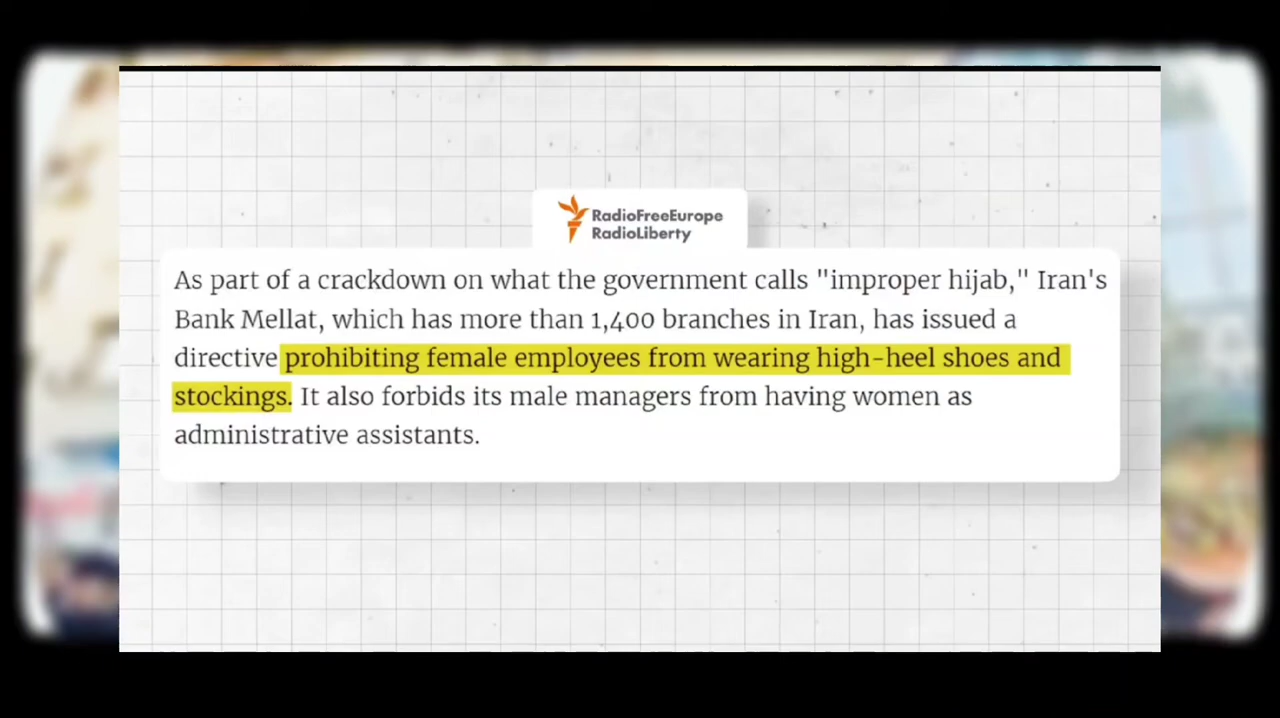 RadioFreeEurope
RadioLiberty
As part of a crackdown on what the government calls "improper hijab," Iran's
Bank Mellat, which has more than 1,400 branches in Iran, has issued a
directive prohibiting female employees from wearing high-heel shoes and
stockings. It also forbids its male managers from having women as
administrative assistants.